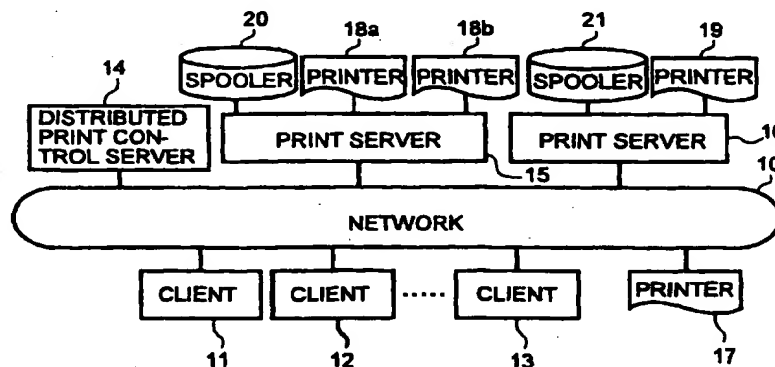 20
18a
18b
21
19
14
SPOOLER
PRINTER
PRINTER
SPOOLER
PRINTER
DISTRIBUTED
PRINT CON-
TROL SERVER
PRINT SERVER
PRINT SERVER
15
10
NETWORK
CLIENT
CLIENT
.....
CLIENT
PRINTER
11
12
13
17